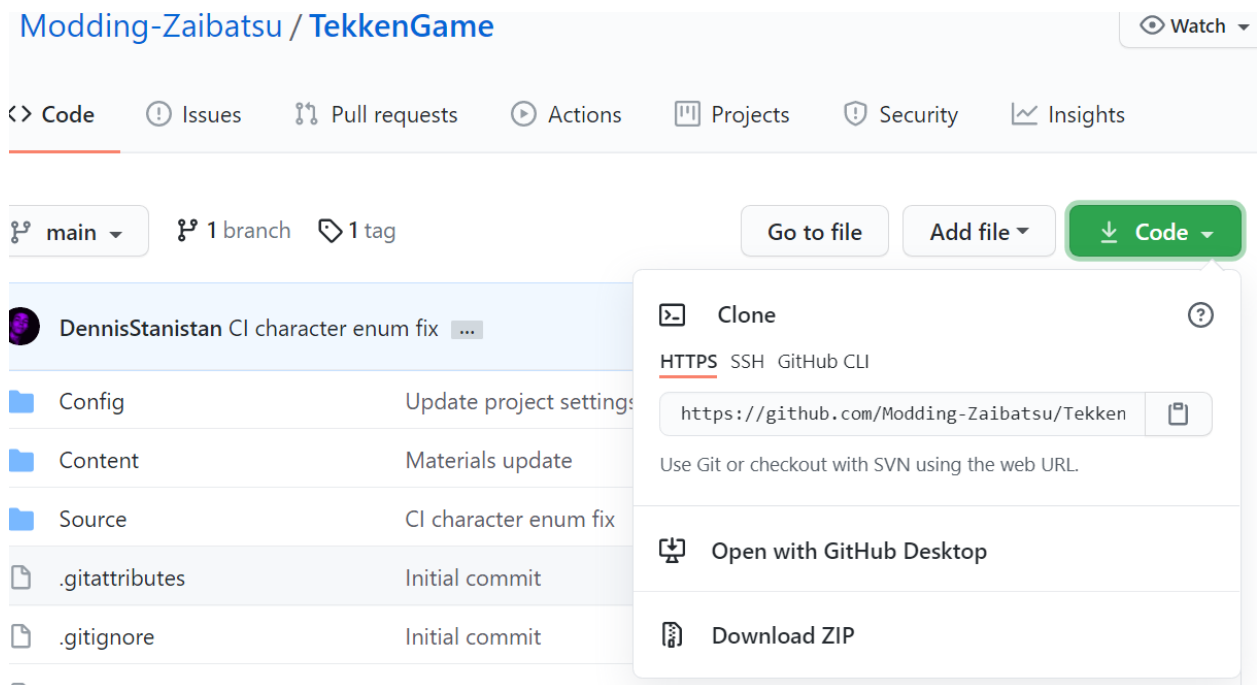 Modding-Zaibatsu / TekkenGame
Watch
<> Code Issues Pull requests Actions Projects Security Insights
main 1 branch 1 tag Go to file Add file Code
DennisStanistan CI character enum fix ...
Clone
HTTPS SSH GitHub CLI
https://github.com/Modding-Zaibatsu/Tekken
Use Git or checkout with SVN using the web URL.
Open with GitHub Desktop
Download ZIP
Config Update project settings
Content Materials update
Source CI character enum fix
.gitattributes Initial commit
.gitignore Initial commit